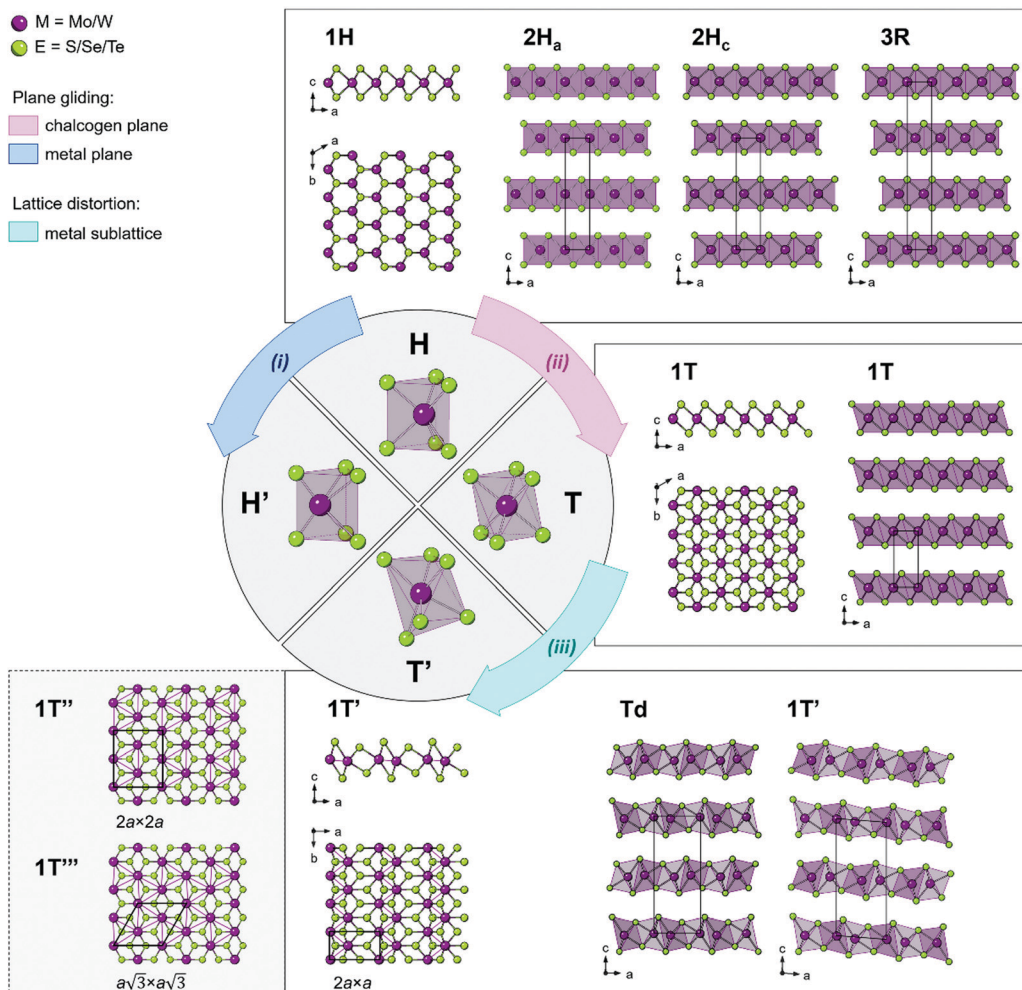 M = Mo/W
E = S/Se/Te
Plane gliding:
chalcogen plane
metal plane
Lattice distortion:
metal sublattice
1H
2Ha
2Hc
3R
c
a
a
b
c
a
c
a
c
a
(i)
H
(ii)
H’
T
T’
(iii)
1T
1T
c
a
a
b
c
a
1T’’
2a×2a
1T’’’
a√3×a√3
1T’
Td
1T’
c
a
a
b
2a×a
c
a
c
a